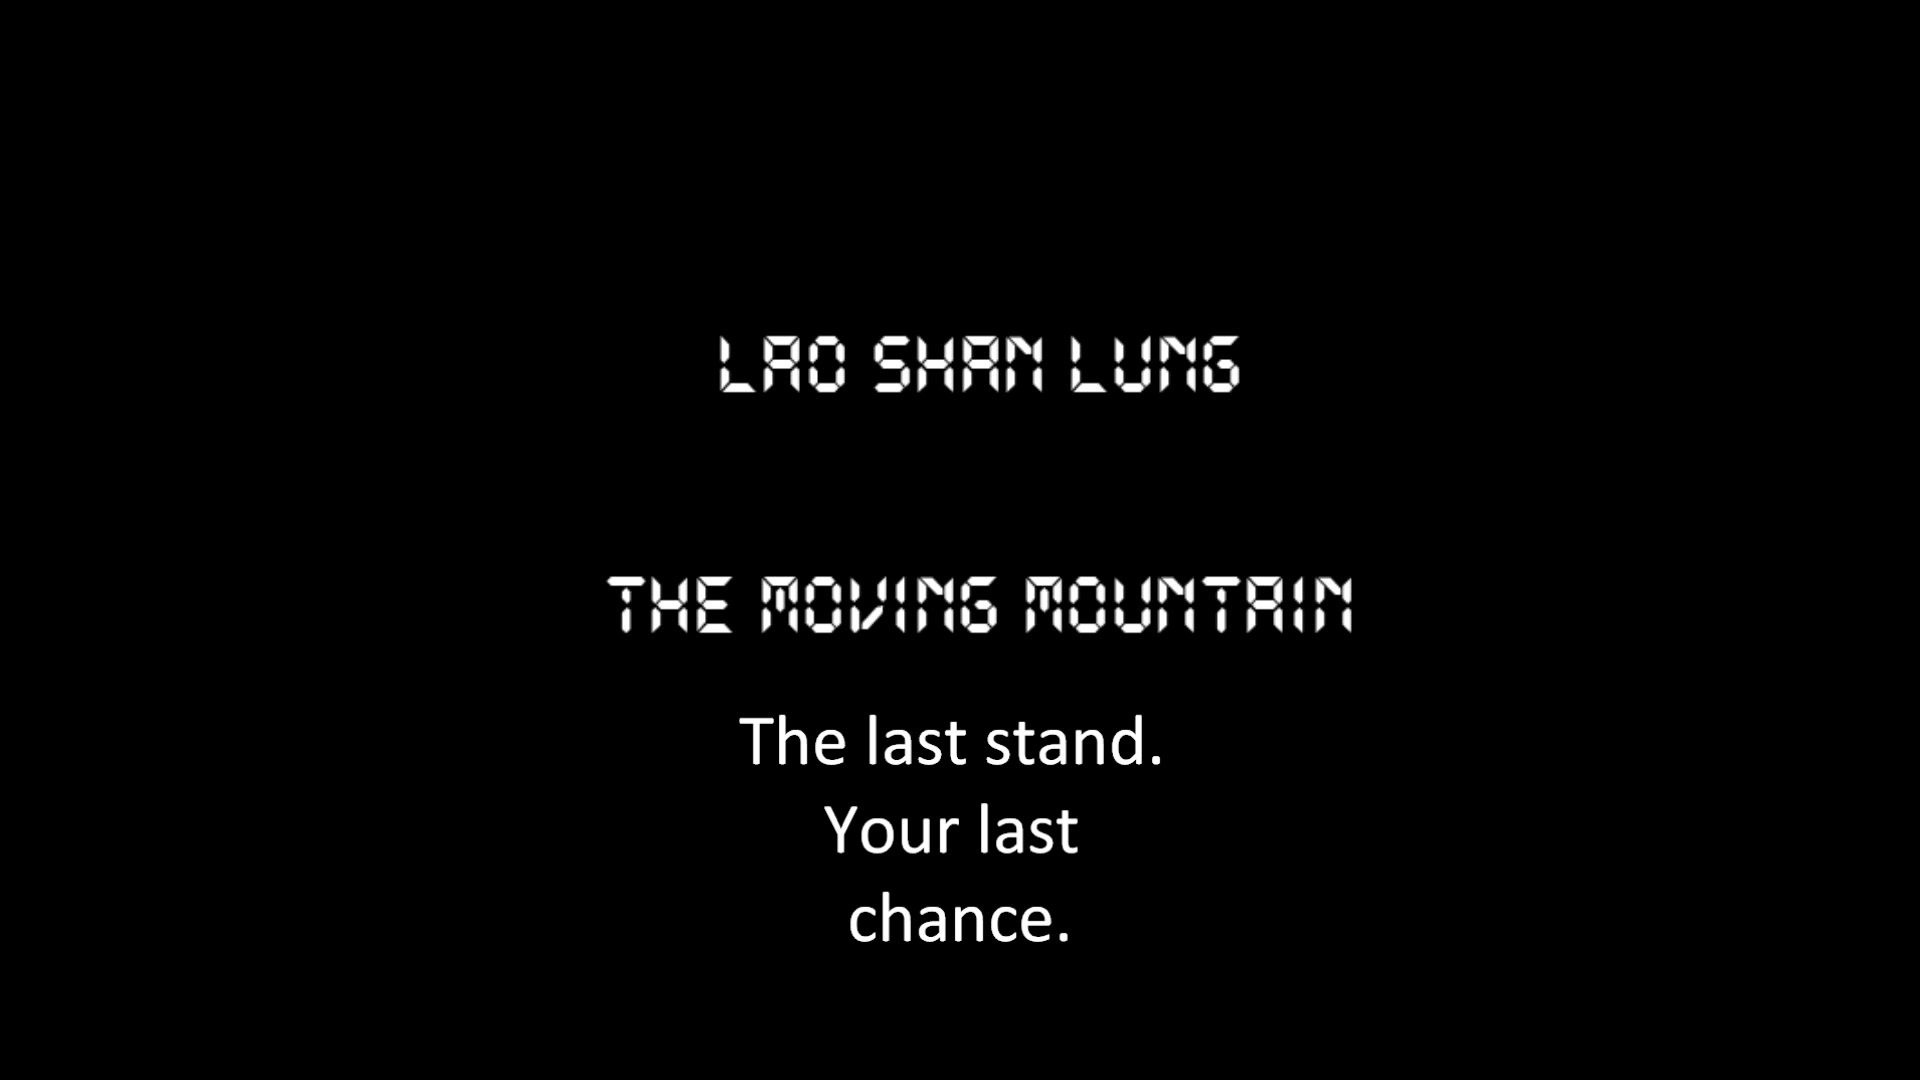 LAO SHAN LUNG
THE MOVING MOUNTAIN
The last stand.
Your last
chance.